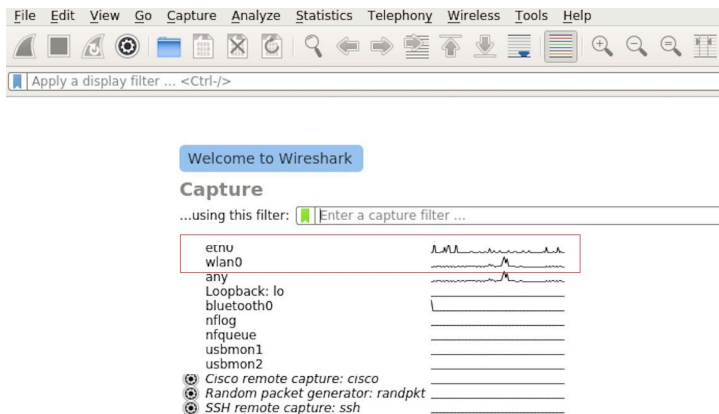 File Edit View Go Capture Analyze Statistics Telephony Wireless Tools Help
Apply a display filter ... <Ctrl-/>
Welcome to Wireshark
Capture
...using this filter: Enter a capture filter ...
eth0
wlan0
any
Loopback: lo
bluetooth0
nflog
nfqueue
usbmon1
usbmon2
Cisco remote capture: cisco
Random packet generator: randpkt
SSH remote capture: ssh